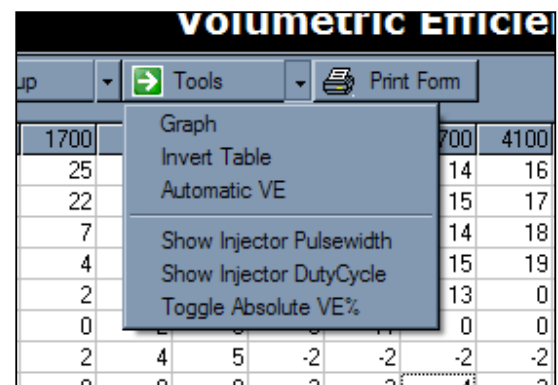 Volumetric Efficie
up Tools Print Form
1700 700 4100
25 14 16
22 15 17
7 14 18
4 15 19
2 13 0
0 0 0
2 4 5 -2 -2 -2 -2
Graph
Invert Table
Automatic VE
Show Injector Pulsewidth
Show Injector DutyCycle
Toggle Absolute VE%